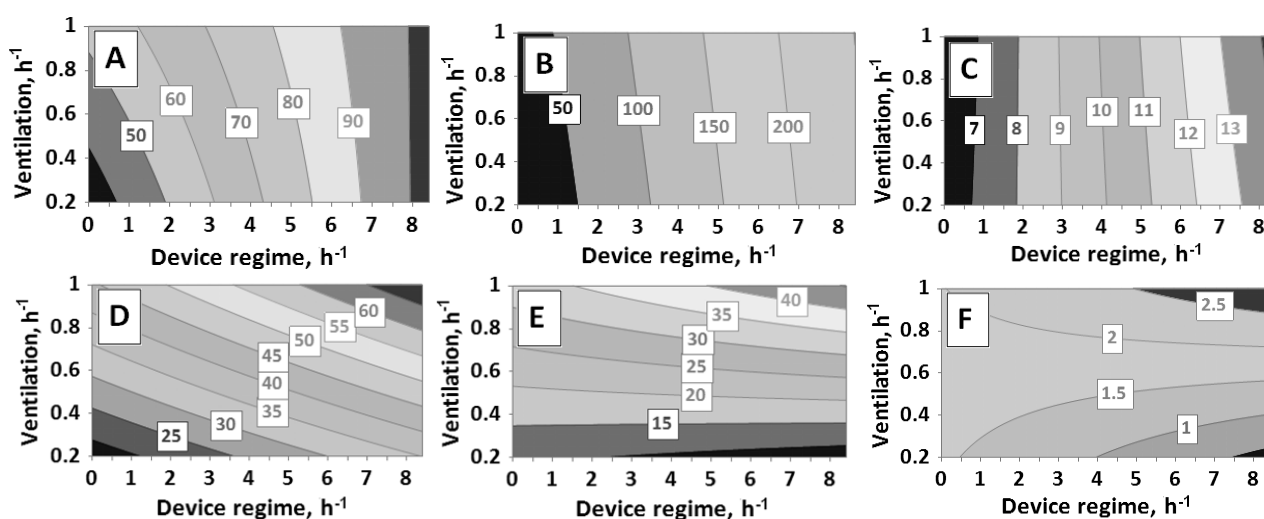 A
Ventilation, h-1
1
0.8
0.6
0.4
0.2
50
60
70
80
90
0 1 2 3 4 5 6 7 8
Device regime, h-1
B
Ventilation, h-1
1
0.8
0.6
0.4
0.2
50
100
150
200
0 1 2 3 4 5 6 7 8
Device regime, h-1
C
Ventilation, h-1
1
0.8
0.6
0.4
0.2
7
8
9
10
11
12
13
0 1 2 3 4 5 6 7 8
Device regime, h-1
D
Ventilation, h-1
1
0.8
0.6
0.4
0.2
25
30
35
40
45
50
55
60
0 1 2 3 4 5 6 7 8
Device regime, h-1
E
Ventilation, h-1
1
0.8
0.6
0.4
0.2
15
20
25
30
35
40
0 1 2 3 4 5 6 7 8
Device regime, h-1
F
Ventilation, h-1
1
0.8
0.6
0.4
0.2
2.5
2
1.5
1
0 1 2 3 4 5 6 7 8
Device regime, h-1